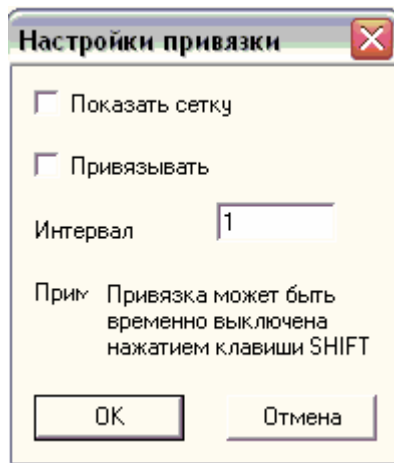 Настройки привязки
Показать сетку
Привязывать
Интервал 1
Прим Привязка может быть
временно выключена
нажатием клавиши SHIFT
OK Отмена